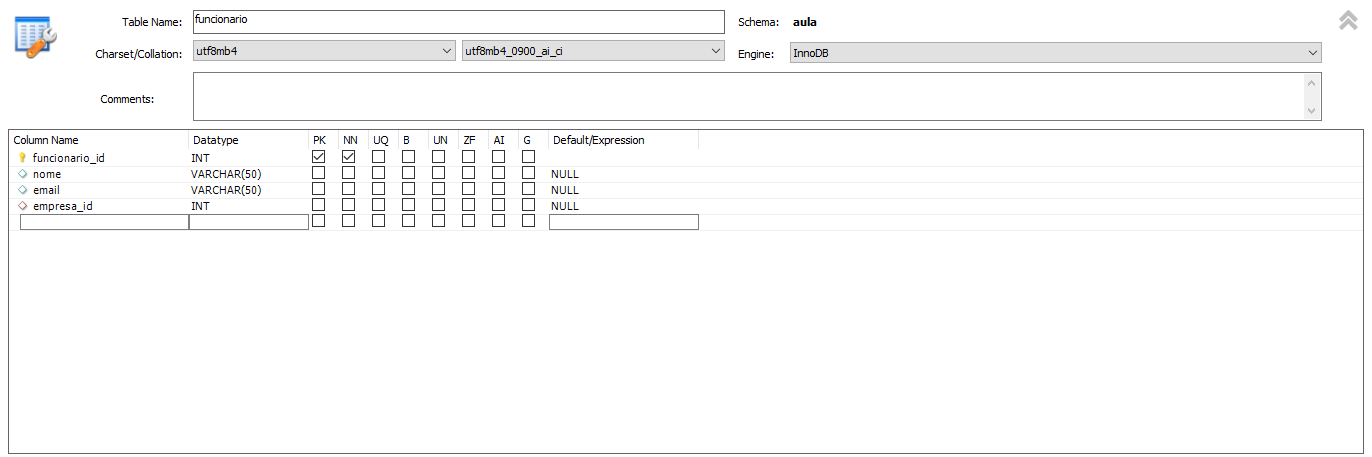 Table Name: funcionario Schema: aula
Charset/Collation: utf8mb4 utf8mb4_0900_ai_ci Engine: InnoDB
Comments:
Column Name Datatype PK NN UQ B UN ZF AI G Default/Expression
funcionario_id INT
nome VARCHAR(50) NULL
email VARCHAR(50) NULL
empresa_id INT NULL